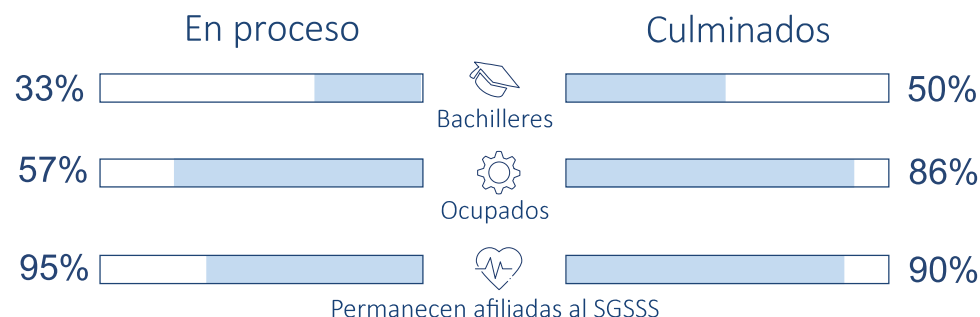 En proceso Culminados
33% 50%
Bachilleres
57% 86%
Ocupados
95% 90%
Permanecen afiliadas al SGSSS